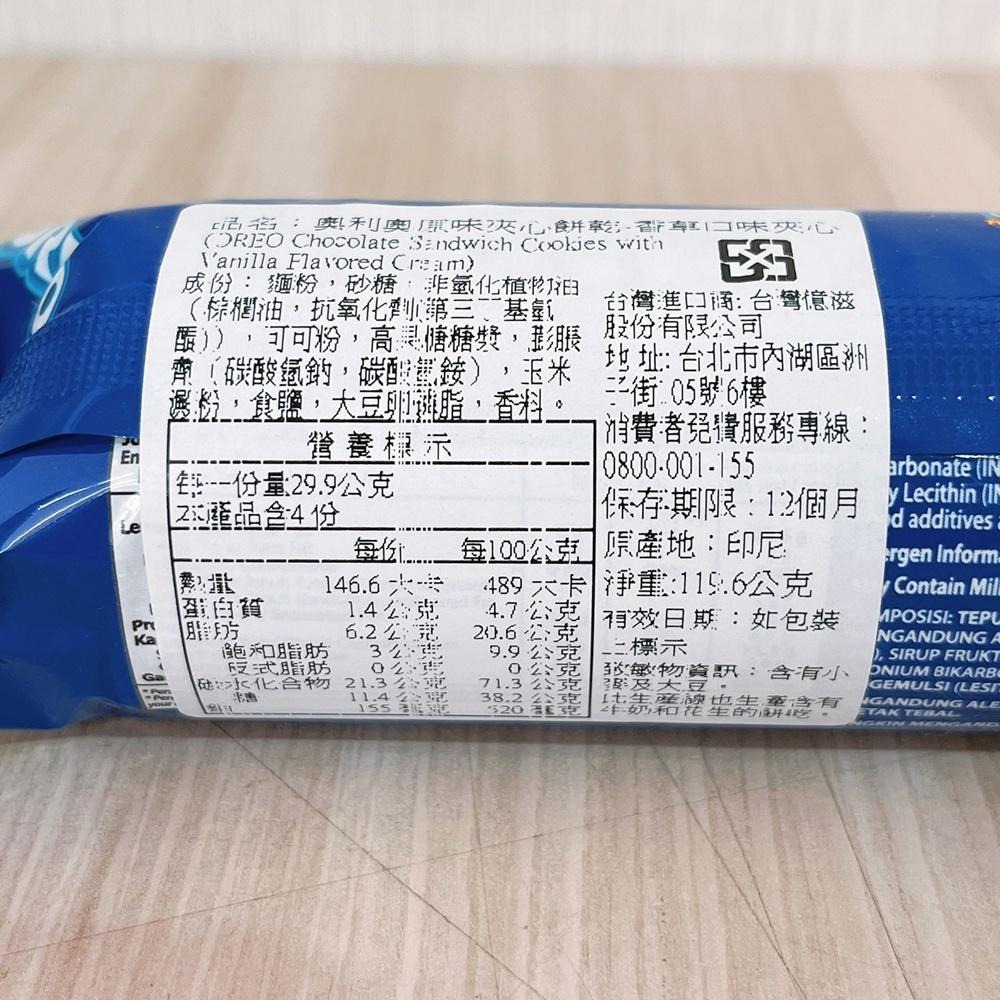 品名：奧利奧原味夾心餅乾-香草口味夾心
(OREO Chocolate Sandwich Cookies with
Vanilla Flavored Cream)
成份：麵粉，砂糖，非氫化植物油
（棕櫚油，抗氧化劑(第三丁基氫
醌)），可可粉，高果糖糖漿，膨脹
劑（碳酸氫鈉，碳酸氫銨），玉米
澱粉，食鹽，大豆卵磷脂，香料。
營養標示
每一份量29.9公克
本產品含4份
每份 每100公克
熱量 146.6 大卡 489 大卡
蛋白質 1.4 公克 4.7 公克
脂肪 6.2 公克 20.6 公克
飽和脂肪 3 公克 9.9 公克
反式脂肪 0 公克 0 公克
碳水化合物 21.3 公克 71.3 公克
糖 11.4 公克 38.2 公克
鈉 155 毫克 520 毫克
台灣進口商: 台灣億滋
股份有限公司
地址: 台北市內湖區洲
子街105號6樓
消費者免費服務專線：
0800-001-155
保存期限：12個月
原產地：印尼
淨重:119.6公克
有效日期：如包裝
上標示
致敏物資訊：含有小
麥及大豆。
此生產線也生產含有
牛奶和花生的餅乾。
En
Le
Pro
Ka
Ga
* Pen
your
arbonate (IN
y Lecithin (IN
d additives
ergen Inform
y Contain Mil
MPOSISI: TEPU
NGANDUNG A
), SIRUP FRUKT
ONIUM BIKARB
GEMULSI (LESI
GANDUNG ALE
TAK TEBAL
NGKIN MENGAND